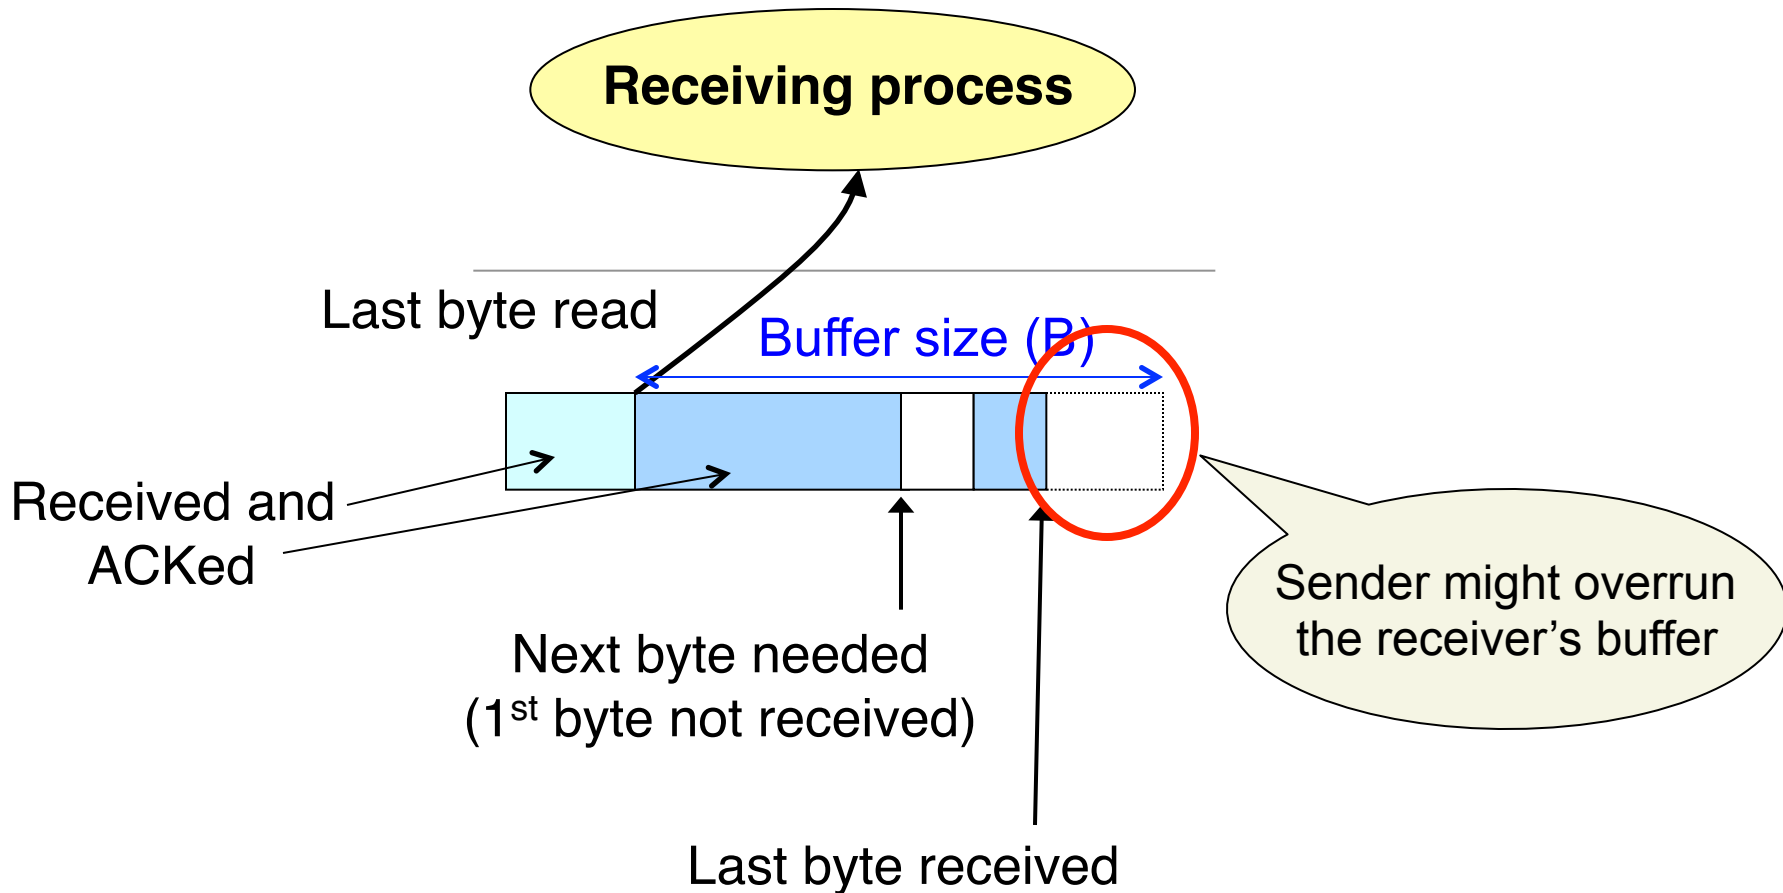 Receiving process
Last byte read
Buffer size (B)
Received and
ACKed
Sender might overrun
the receiver’s buffer
Next byte needed
(1st byte not received)
Last byte received